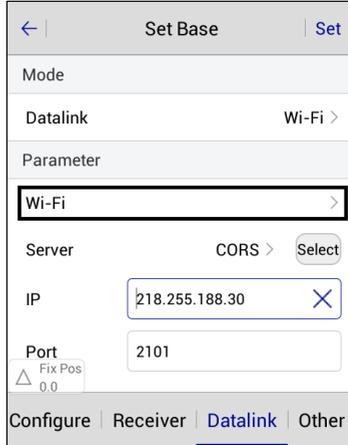 Set Base
Set
Mode
Datalink Wi-Fi
Parameter
Wi-Fi
Server CORS Select
IP 218.255.188.30
Port 2101
Fix Pos
0.0
Configure Receiver Datalink Other